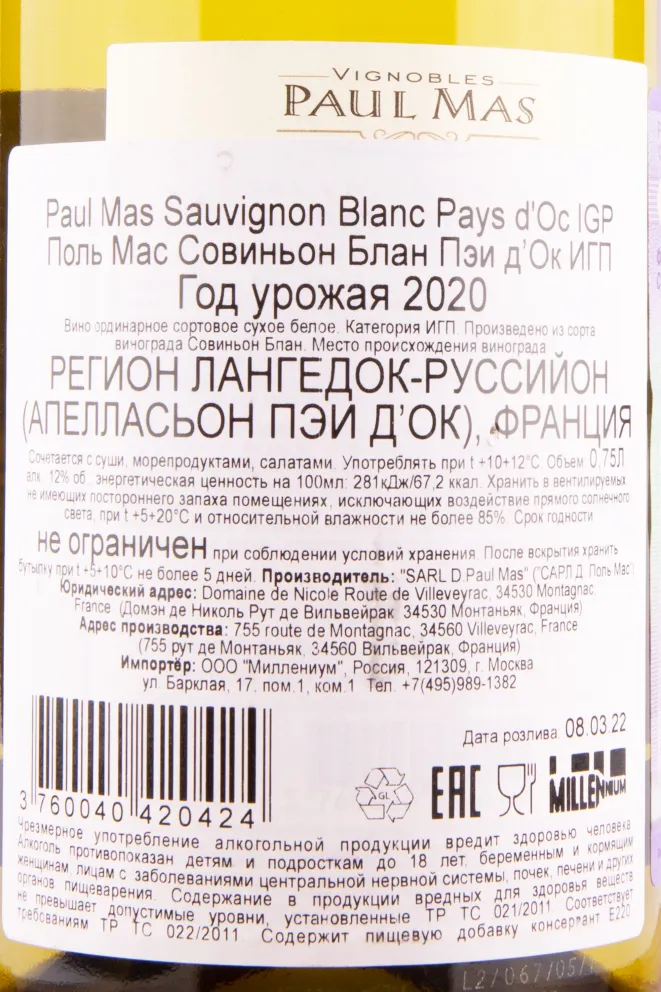 VIGNOBLES
PAUL MAS
Paul Mas Sauvignon Blanc Pays d'Oc IGP
Поль Мас Совиньон Блан Пэи д’Ок ИГП
Год урожая 2020
Вино ординарное сортовое сухое белое. Категория ИГП. Произведено из сорта
винограда Совиньон Блан. Место происхождения винограда
РЕГИОН ЛАНГЕДОК-РУССИЙОН
(АПЕЛЛАСЬОН ПЭИ Д’ОК), ФРАНЦИЯ
Сочетается с суши, морепродуктами, салатами. Употреблять при t +10+12°С. Объем 0,75Л
алк. 12% об. энергетическая ценность на 100мл: 281кДж/67,2 ккал. Хранить в вентилируемых
не имеющих постороннего запаха помещениях, исключающих воздействие прямого солнечного
света, при t +5+20°С и относительной влажности не более 85%. Срок годности
не ограничен при соблюдении условий хранения. После вскрытия хранить
бутылку при t +5+10°С не более 5 дней. Производитель: "SARL D.Paul Mas" ("САРЛ Д. Поль Мас")
Юридический адрес: Domaine de Nicole Route de Villeveyrac, 34530 Montagnac,
France (Домэн де Николь Рут де Вильвейрак, 34530 Монтаньяк, Франция)
Адрес производства: 755 route de Montagnac, 34560 Villeveyrac, France
(755 рут де Монтаньяк, 34560 Вильвейрак, Франция)
Импортёр: ООО "Миллениум", Россия, 121309, г. Москва
ул. Барклая, 17. пом.1, ком.1 Тел. +7(495)989-1382
Дата розлива: 08.03.22
GL
EAC
MILLENNIUM
3 760040 420424
Чрезмерное употребление алкогольной продукции вредит здоровью человека
Алкоголь противопоказан детям и подросткам до 18 лет, беременным и кормящим
женщинам, лицам с заболеваниями центральной нервной системы, почек, печени и других
органов пищеварения. Содержание в продукции вредных для здоровья веществ
не превышает допустимые уровни, установленные ТР ТС 021/2011. Соответствует
требованиям ТР ТС 022/2011. Содержит пищевую добавку консервант Е220
L2/067/05/